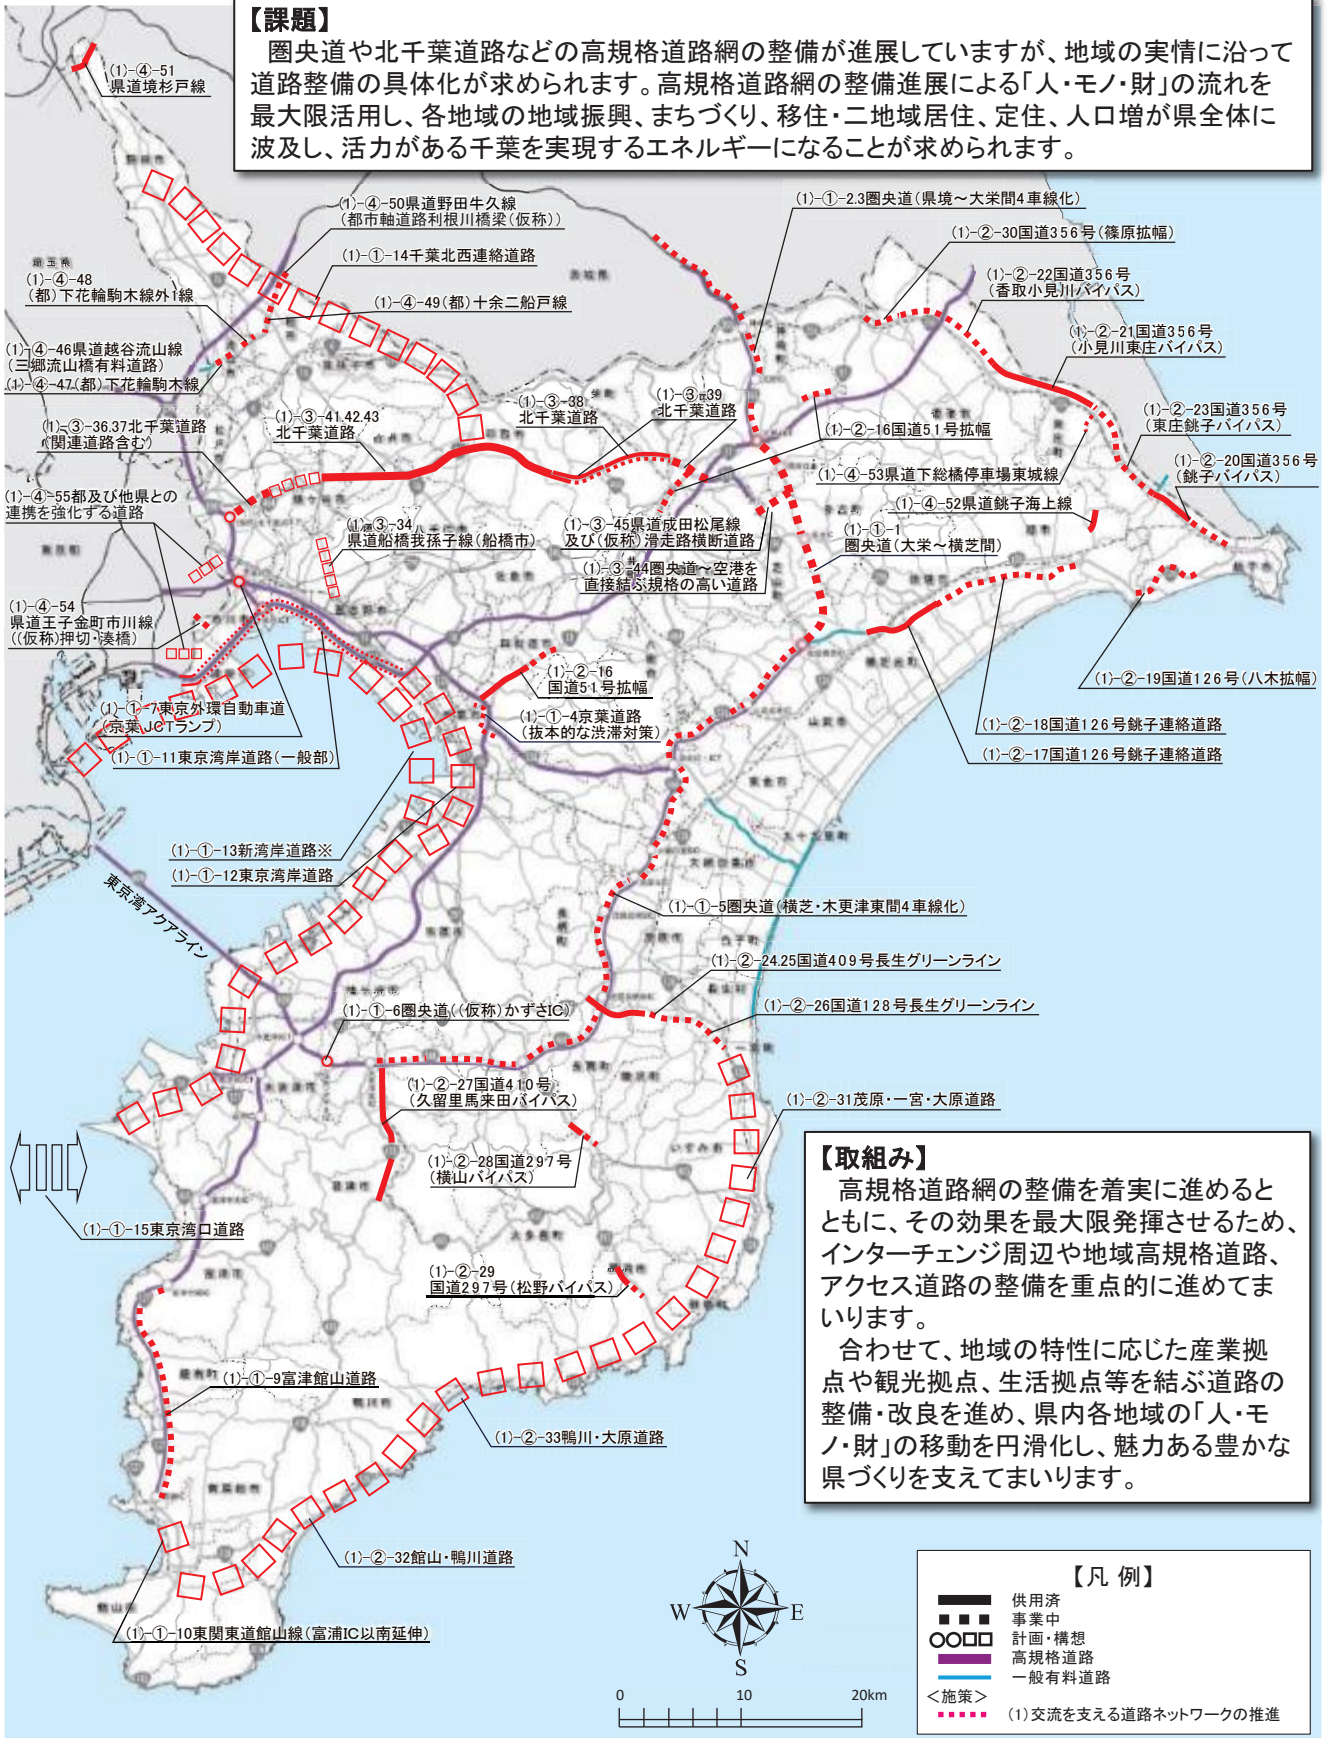 【課題】
圏央道や北千葉道路などの高規格道路網の整備が進展していますが、地域の実情に沿って
道路整備の具体化が求められます。高規格道路網の整備進展による｢人・モノ・財｣の流れを
最大限活用し、各地域の地域振興、まちづくり、移住・二地域居住、定住、人口増が県全体に
波及し、活力がある千葉を実現するエネルギーになることが求められます。
(1)-④-51
県道境杉戸線
(1)-④-50県道野田牛久線
(都市軸道路利根川橋梁(仮称))
(1)-①-14千葉北西連絡道路
(1)-④-48
(都)下花輪駒木線外1線
(1)-④-49(都)十余二船戸線
(1)-④-46県道越谷流山線
(三郷流山橋有料道路)
(1)-④-47(都)下花輪駒木線
(1)-③-36.37北千葉道路
(関連道路含む)
(1)-③-41.42.43
北千葉道路
(1)-③-38
北千葉道路
(1)-③-39
北千葉道路
(1)-①-2.3圏央道(県境～大栄間4車線化)
(1)-②-30国道356号(篠原拡幅)
(1)-②-22国道356号
(香取小見川バイパス)
(1)-②-21国道356号
(小見川東庄バイパス)
(1)-②-23国道356号
(東庄銚子バイパス)
(1)-②-20国道356号
(銚子バイパス)
(1)-②-16国道51号拡幅
(1)-④-53県道下総橘停車場東城線
(1)-④-52県道銚子海上線
(1)-①-1
圏央道(大栄～横芝間)
(1)-④-55都及び他県との
連携を強化する道路
(1)-③-34
県道船橋我孫子線(船橋市)
(1)-③-45県道成田松尾線
及び(仮称)滑走路横断道路
(1)-③-44圏央道～空港を
直接結ぶ規格の高い道路
(1)-④-54
県道王子金町市川線
((仮称)押切・湊橋)
(1)-②-16
国道51号拡幅
(1)-①-4京葉道路
(抜本的な渋滞対策)
(1)-①-7東京外環自動車道
(京葉JCTランプ)
(1)-①-11東京湾岸道路(一般部)
(1)-②-19国道126号(八木拡幅)
(1)-②-18国道126号銚子連絡道路
(1)-②-17国道126号銚子連絡道路
(1)-①-13新湾岸道路※
(1)-①-12東京湾岸道路
東京湾アクアライン
(1)-①-5圏央道(横芝・木更津東間4車線化)
(1)-②-24.25国道409号長生グリーンライン
(1)-②-26国道128号長生グリーンライン
(1)-①-6圏央道((仮称)かずさIC)
(1)-②-27国道410号
(久留里馬来田バイパス)
(1)-②-31茂原・一宮・大原道路
(1)-②-28国道297号
(横山バイパス)
(1)-①-15東京湾口道路
(1)-②-29
国道297号(松野バイパス)
(1)-①-9富津館山道路
(1)-②-33鴨川・大原道路
(1)-②-32館山・鴨川道路
(1)-①-10東関東道館山線(富浦IC以南延伸)
【取組み】
高規格道路網の整備を着実に進めると
ともに、その効果を最大限発揮させるため、
インターチェンジ周辺や地域高規格道路、
アクセス道路の整備を重点的に進めてま
いります。
合わせて、地域の特性に応じた産業拠
点や観光拠点、生活拠点等を結ぶ道路の
整備・改良を進め、県内各地域の｢人・モ
ノ・財｣の移動を円滑化し、魅力ある豊かな
県づくりを支えてまいります。
N
W
E
S
0 10 20km
【凡 例】
供用済
事業中
計画・構想
高規格道路
一般有料道路
＜施策＞
(1)交流を支える道路ネットワークの推進